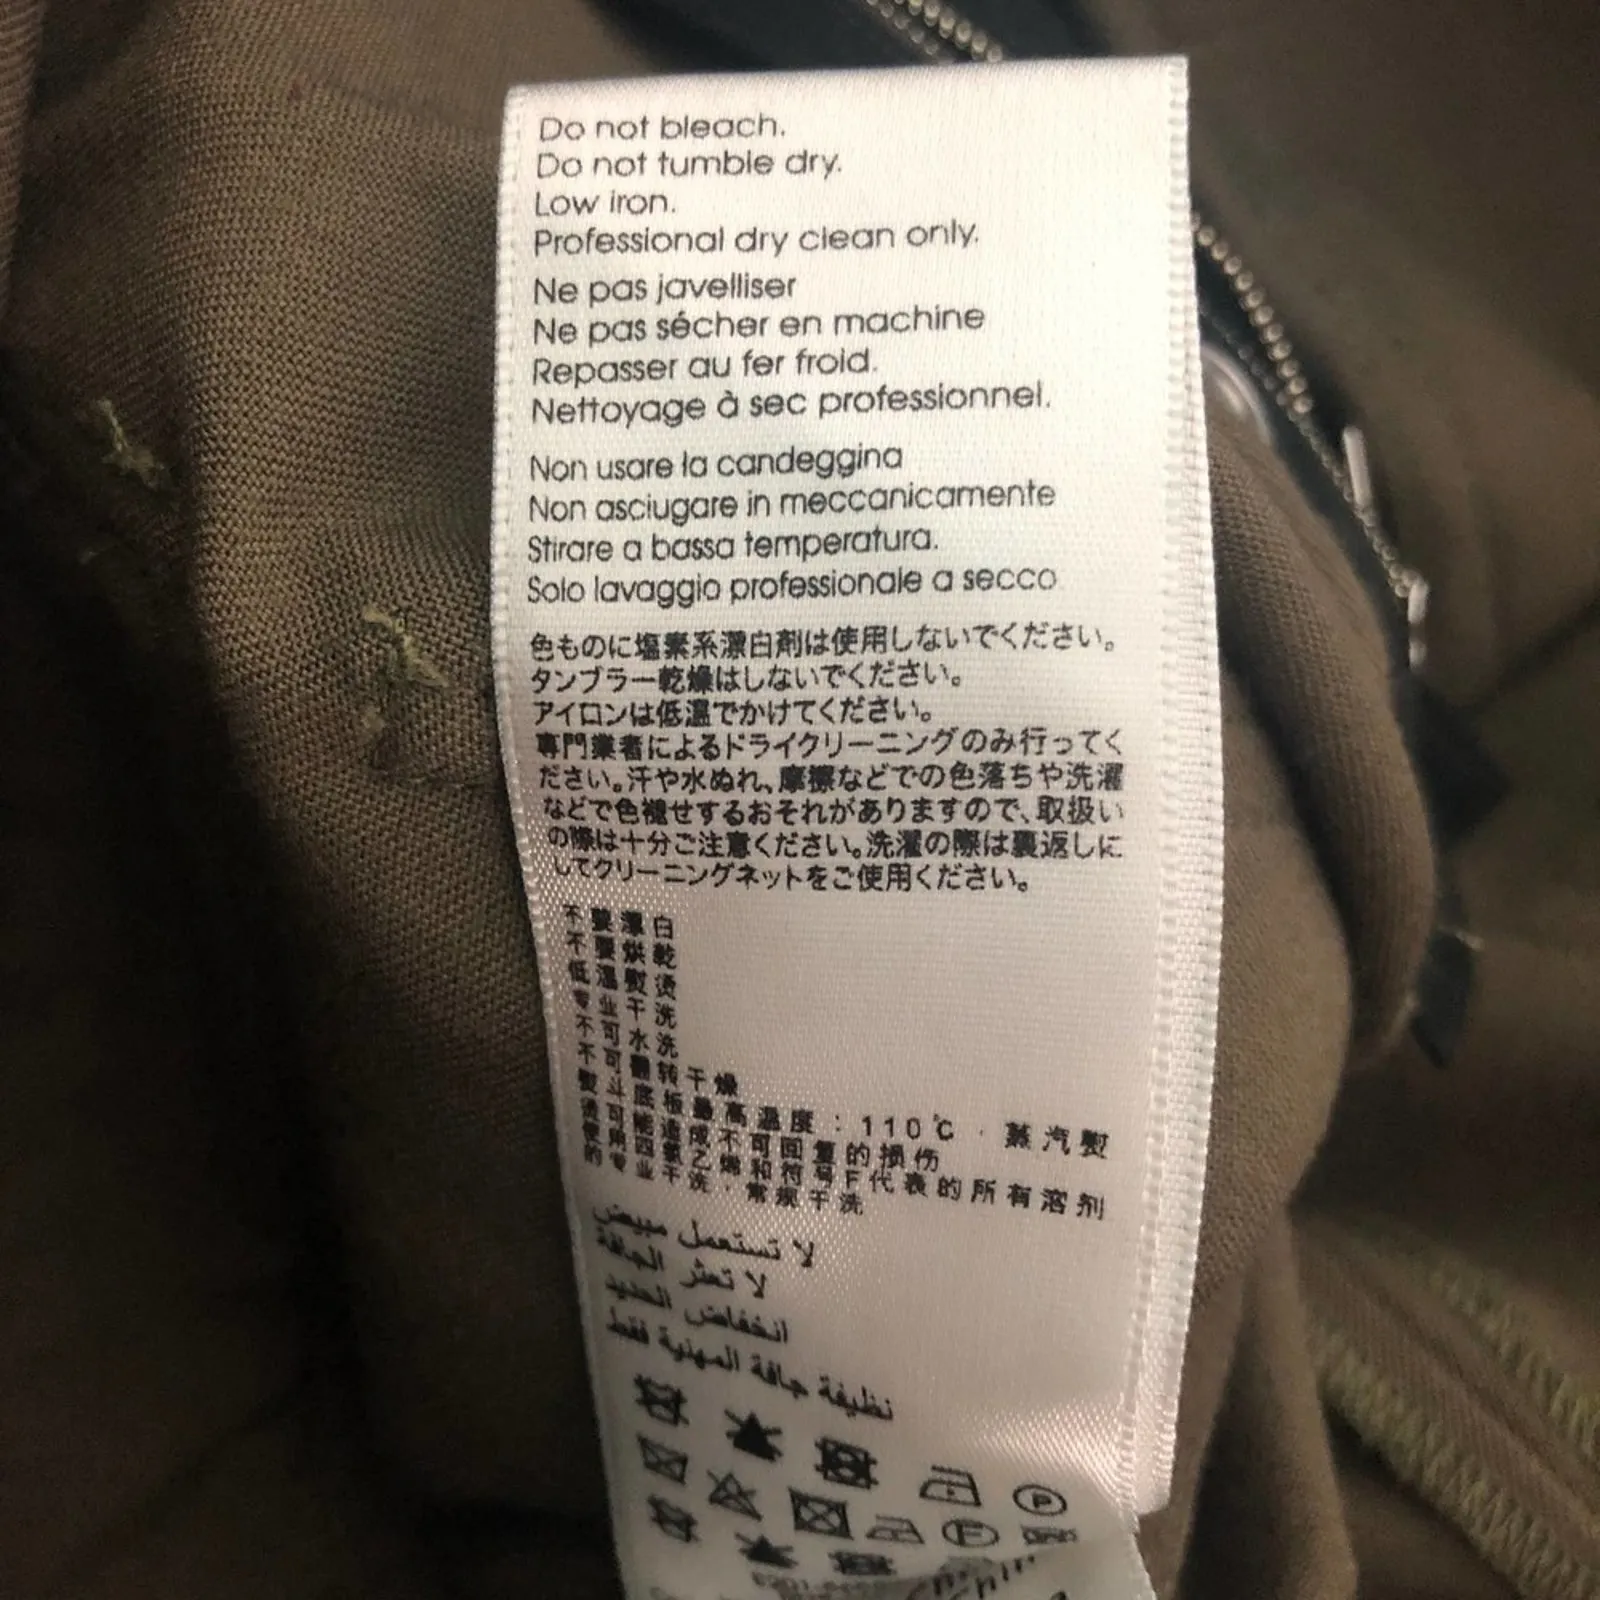 Do not bleach.
Do not tumble dry.
Low iron.
Professional dry clean only.
Ne pas javelliser
Ne pas sécher en machine
Repasser au fer froid.
Nettoyage à sec professionnel.
Non usare la candeggina
Non asciugare in meccanicamente
Stirare a bassa temperatura.
Solo lavaggio professionale a secco
色ものに塩素系漂白剤は使用しないでください。
タンブラー乾燥はしないでください。
アイロンは低温でかけてください。
専門業者によるドライクリーニングのみ行ってく
ださい。汗や水ぬれ、摩擦などでの色落ちや洗濯
などで色褪せするおそれがありますので、取扱い
の際は十分ご注意ください。洗濯の際は裏返しに
してクリーニングネットをご使用ください。
不要漂白
不要烘乾
低溫熨燙
专业干洗
不可水洗
不可翻转干燥
熨斗底板最高温度：110℃，蒸汽熨
烫可能造成不可回复的损伤
使用四氯乙烯和符号F代表的所有溶剂
的专业干洗，常规干洗
لا تستعمل مبيض
لا تعثر الجافة
انخفاض الحديد
نظيفة جافة المهنية فقط
P
F